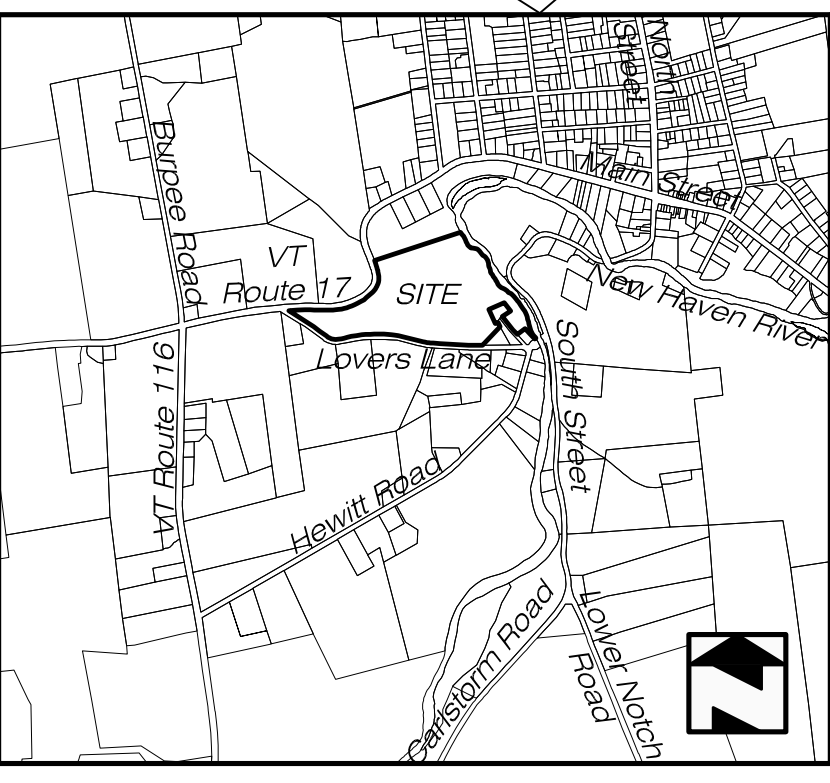 North
Street
Main Street
Burpee Road
VT
Route 17
SITE
New Haven River
Lovers Lane
South Street
VT Route 116
Hewitt Road
Carlstorm Road
Lower Notch
Road
N